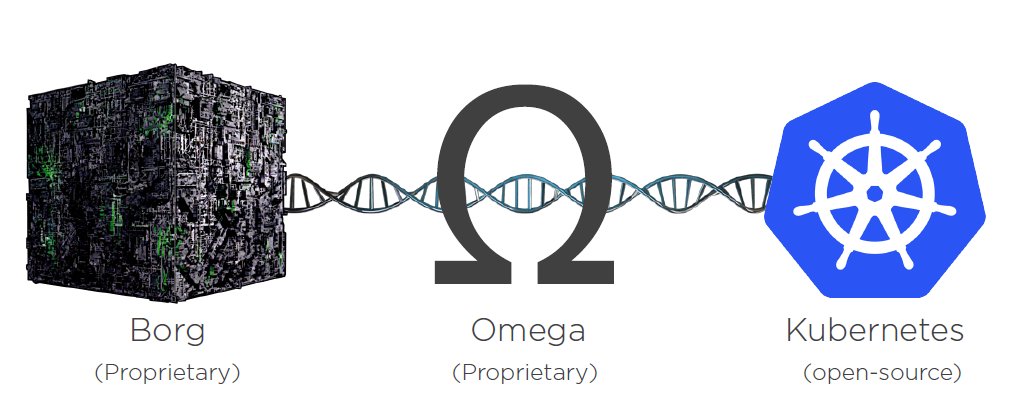 Ω
Borg
Omega
Kubernetes
(Proprietary)
(Proprietary)
(open-source)